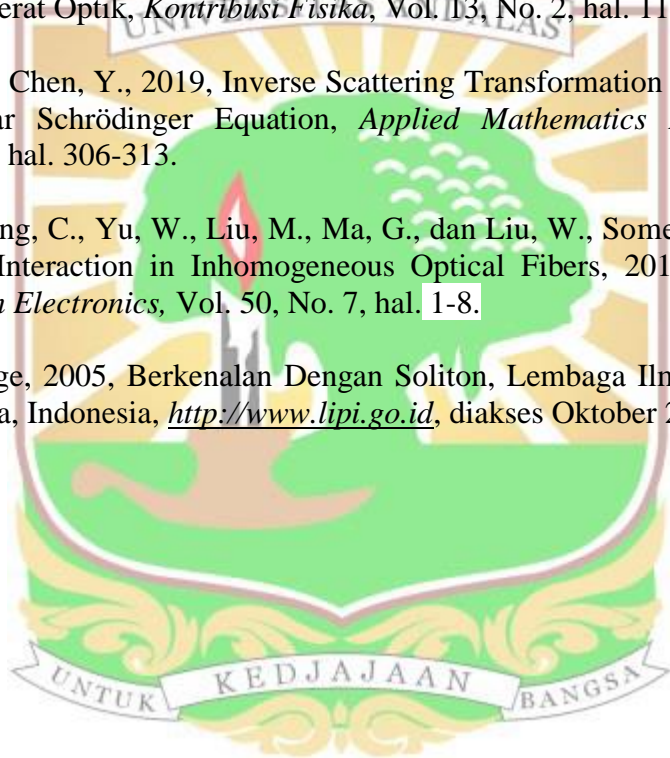 erat Optik, Kontribusi Fisika, Vol. 13, No. 2, hal. 11
UNIVERSITAS ANDALAS
Chen, Y., 2019, Inverse Scattering Transformation
ar Schrödinger Equation, Applied Mathematics
hal. 306-313.
ng, C., Yu, W., Liu, M., Ma, G., dan Liu, W., Some
Interaction in Inhomogeneous Optical Fibers, 201
n Electronics, Vol. 50, No. 7, hal. 1-8.
ge, 2005, Berkenalan Dengan Soliton, Lembaga Iln
a, Indonesia, http://www.lipi.go.id, diakses Oktober 2
UNTUK KEDJAJAAN BANGSA